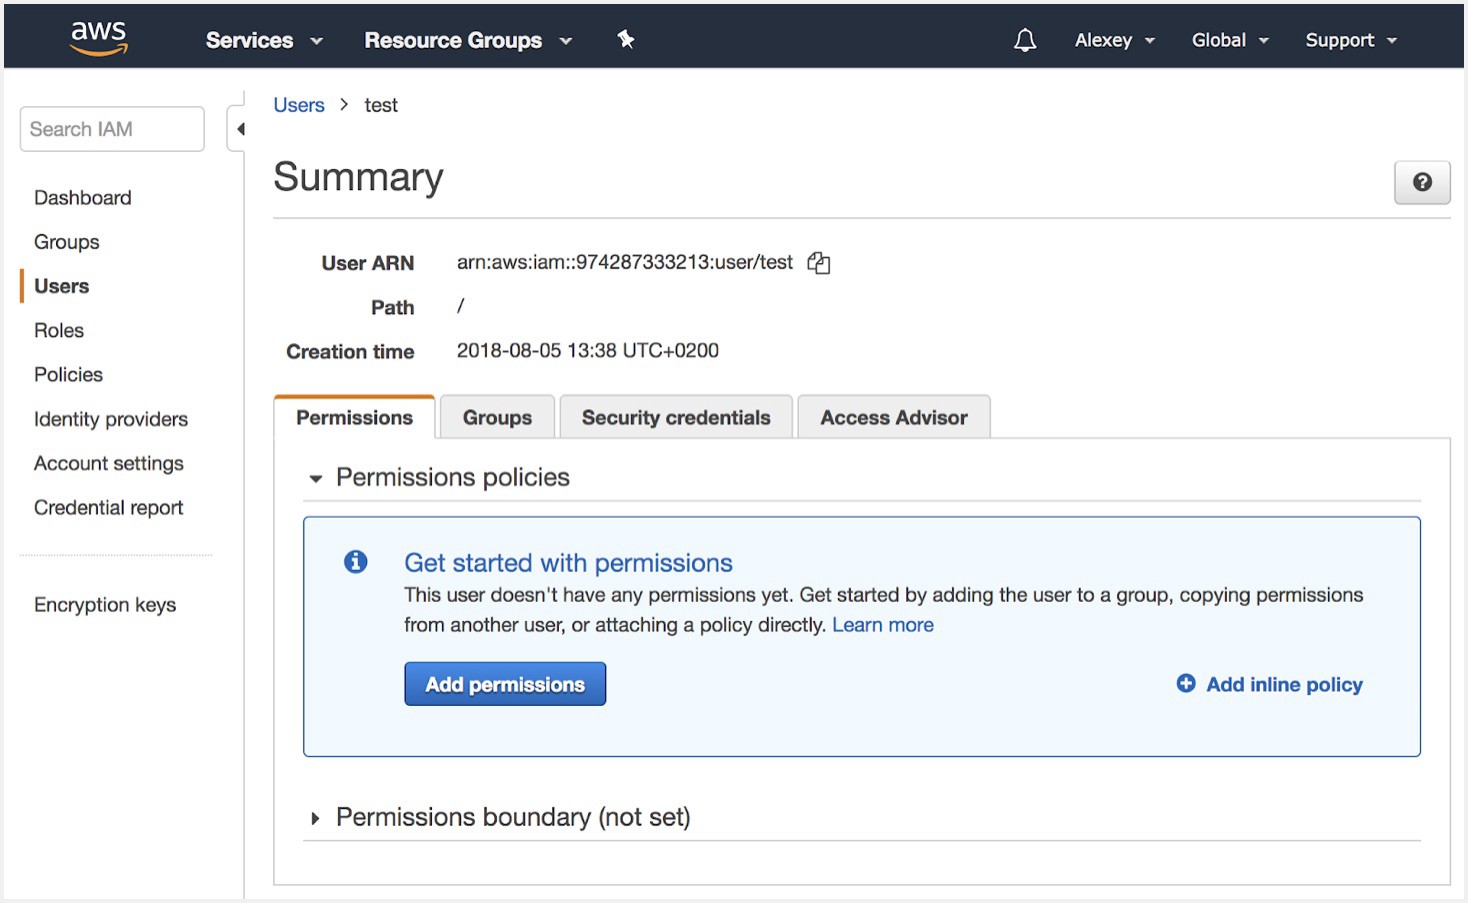 aws
Services
Resource Groups
Alexey
Global
Support
Search IAM
Dashboard
Groups
Users
Roles
Policies
Identity providers
Account settings
Credential report
Encryption keys
Users > test
Summary
User ARN arn:aws:iam::974287333213:user/test
Path /
Creation time 2018-08-05 13:38 UTC+0200
Permissions
Groups
Security credentials
Access Advisor
Permissions policies
Get started with permissions
This user doesn't have any permissions yet. Get started by adding the user to a group, copying permissions
from another user, or attaching a policy directly. Learn more
Add permissions
Add inline policy
Permissions boundary (not set)